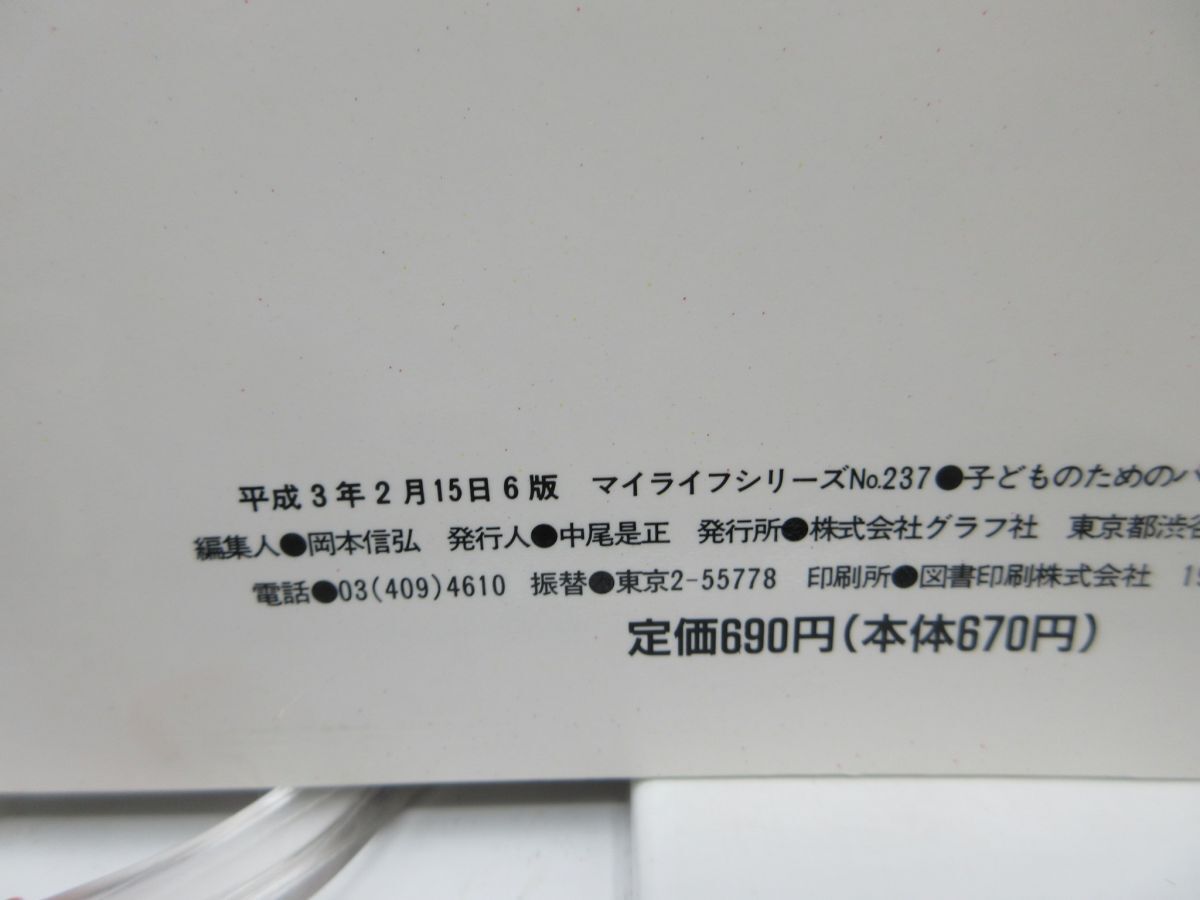 平成3年2月15日6版　マイライフシリーズNo.237●子どものための
編集人●岡本信弘　発行人●中尾是正　発行所●株式会社グラフ社　東京都渋谷
電話●03(409)4610　振替●東京2-55778　印刷所●図書印刷株式会社
定価690円(本体670円)